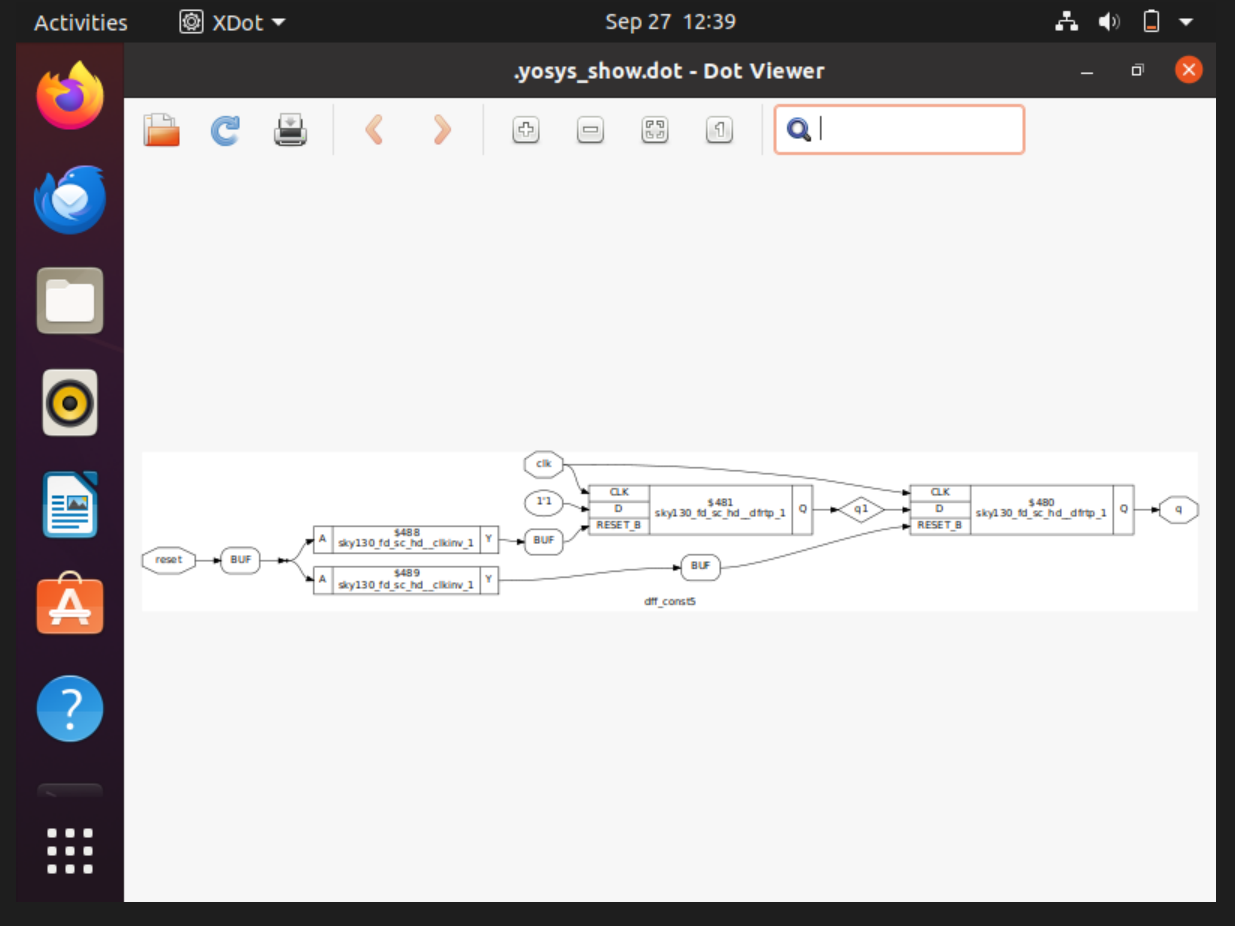 Activities
XDot
Sep 27 12:39
.yosys_show.dot - Dot Viewer
1
clk
1'1
CLK
D
RESET_B
$481
sky130_fd_sc_hd__dfrtp_1
Q
q1
CLK
D
RESET_B
$480
sky130_fd_sc_hd__dfrtp_1
Q
q
reset
BUF
A
$488
sky130_fd_sc_hd__clkinv_1
Y
BUF
A
$489
sky130_fd_sc_hd__clkinv_1
Y
BUF
dff_const5
?